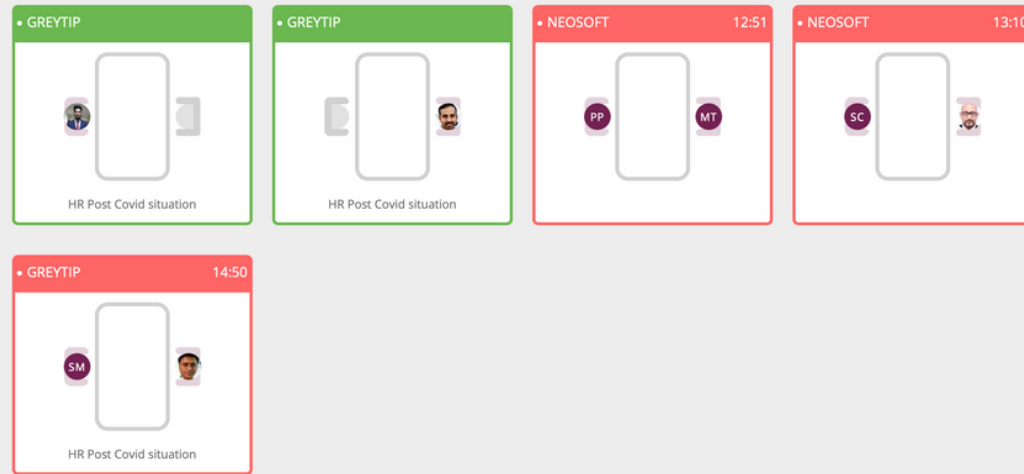 • GREYTIP
HR Post Covid situation
• GREYTIP
HR Post Covid situation
• NEOSOFT 12:51
PP MT
• NEOSOFT 13:10
SC
• GREYTIP 14:50
SM
HR Post Covid situation